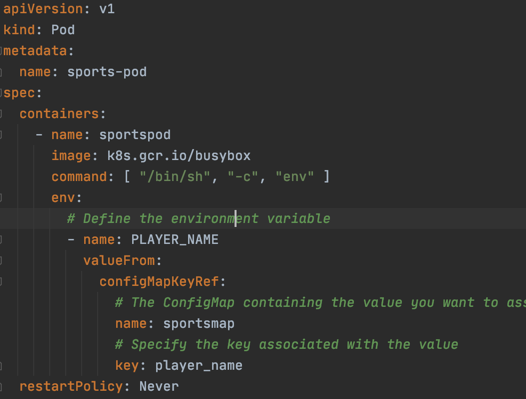 apiVersion: v1
kind: Pod
metadata:
  name: sports-pod
spec:
  containers:
    - name: sportspod
      image: k8s.gcr.io/busybox
      command: [ "/bin/sh", "-c", "env" ]
      env:
        # Define the environment variable
        - name: PLAYER_NAME
          valueFrom:
            configMapKeyRef:
              # The ConfigMap containing the value you want to
              name: sportsmap
              # Specify the key associated with the value
              key: player_name
  restartPolicy: Never